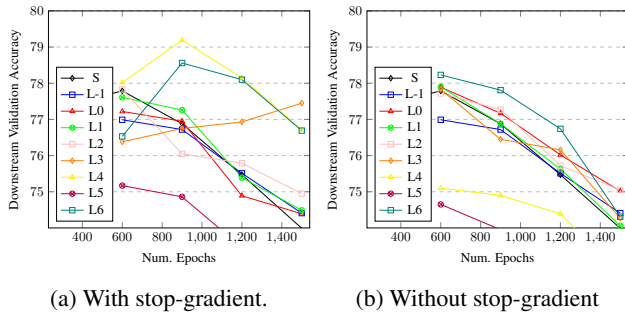 80
79
78
77
76
75
Downstream Validation Accuracy
S
L-1
L0
L1
L2
L3
L4
L5
L6
400 600 800 1,000 1,200 1,400
Num. Epochs
(a) With stop-gradient.
80
79
78
77
76
75
Downstream Validation Accuracy
S
L-1
L0
L1
L2
L3
L4
L5
L6
400 600 800 1,000 1,200 1,400
Num. Epochs
(b) Without stop-gradient